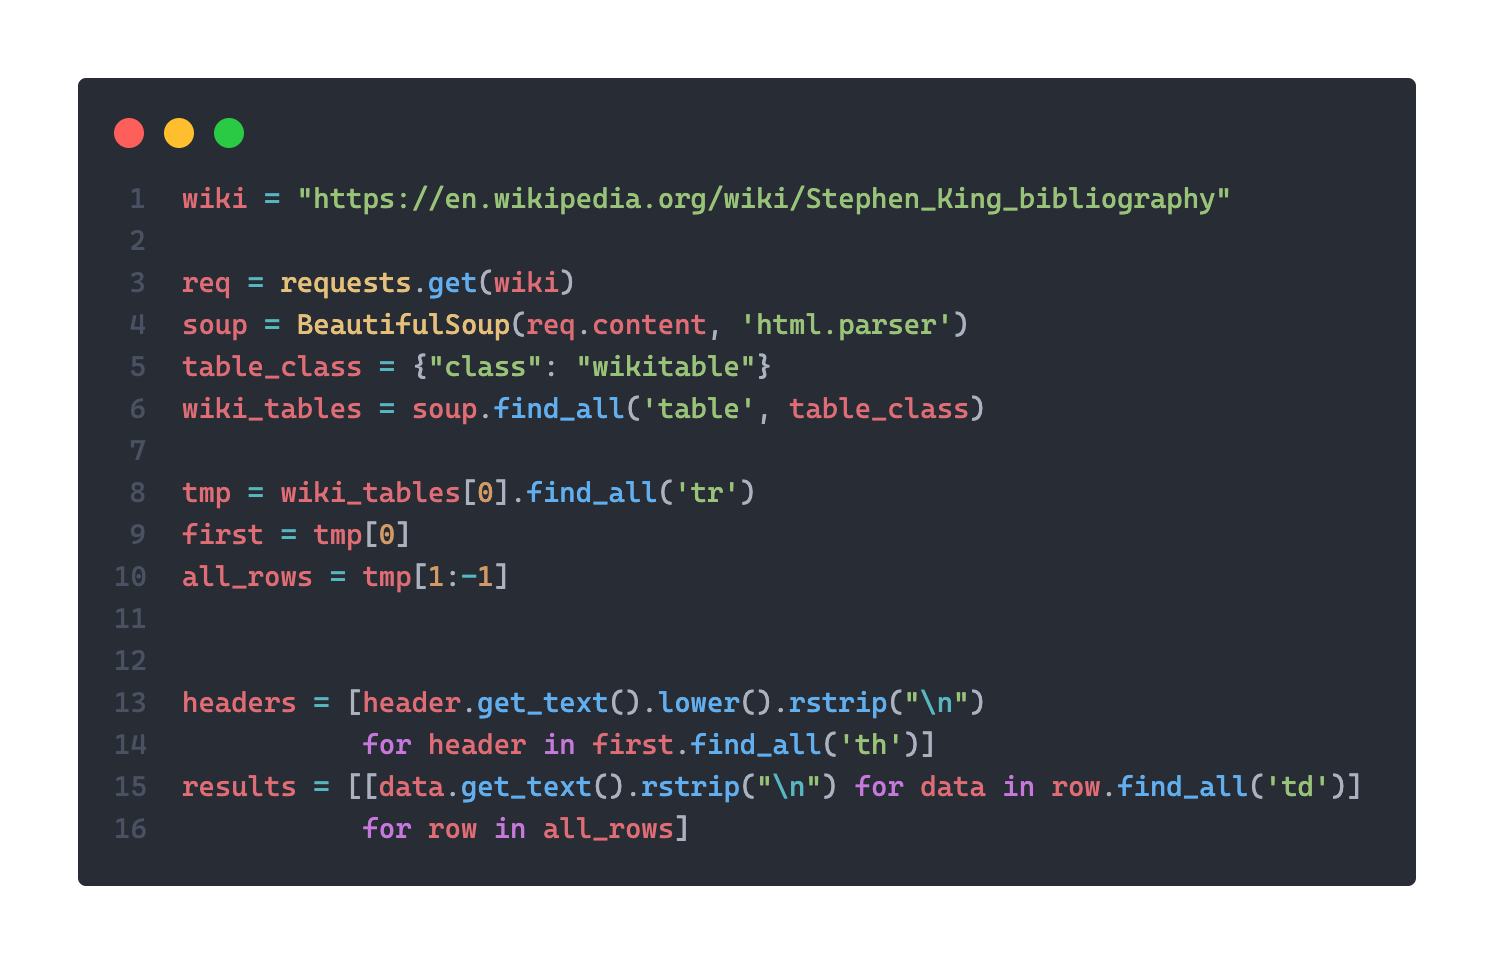 1 wiki = "https://en.wikipedia.org/wiki/Stephen_King_bibliography"
2
3 req = requests.get(wiki)
4 soup = BeautifulSoup(req.content, 'html.parser')
5 table_class = {"class": "wikitable"}
6 wiki_tables = soup.find_all('table', table_class)
7
8 tmp = wiki_tables[0].find_all('tr')
9 first = tmp[0]
10 all_rows = tmp[1:-1]
11
12
13 headers = [header.get_text().lower().rstrip("\n")
14            for header in first.find_all('th')]
15 results = [[data.get_text().rstrip("\n") for data in row.find_all('td')]
16            for row in all_rows]